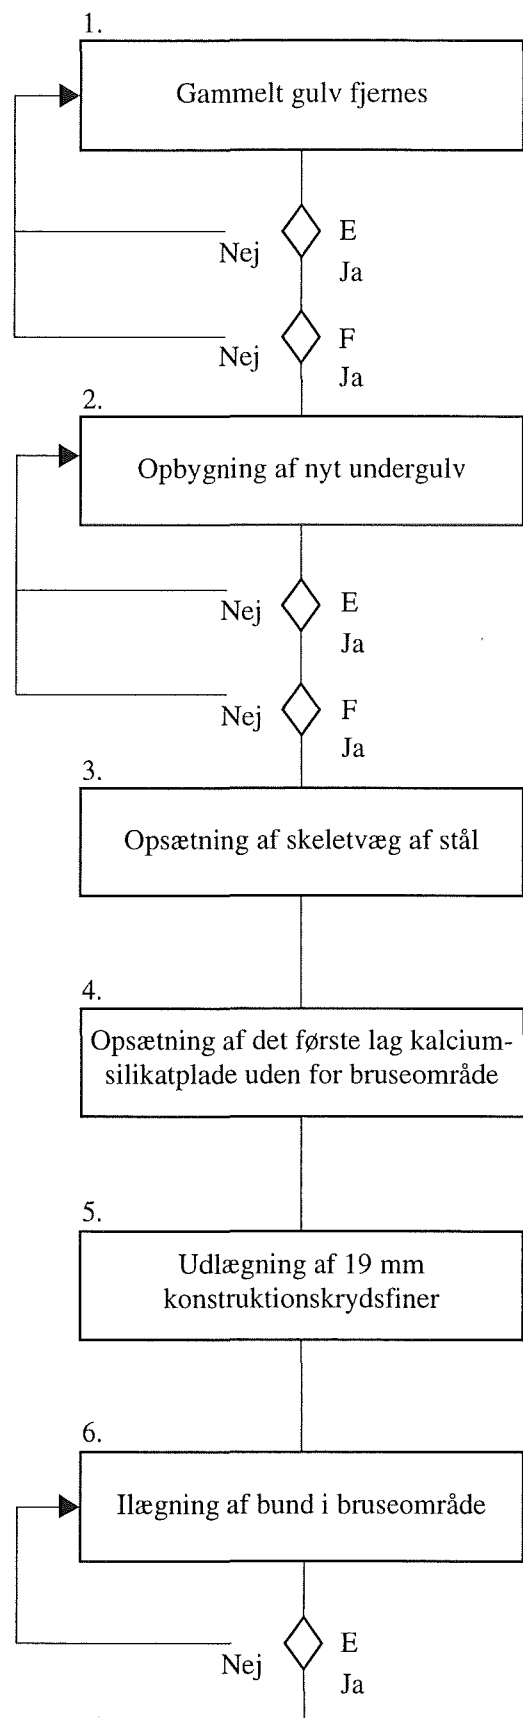 1.
Gammelt gulv fjernes
E
Nej
Ja
F
Nej
Ja
2.
Opbygning af nyt undergulv
E
Nej
Ja
F
Nej
Ja
3.
Opsætning af skeletvæg af stål
4.
Opsætning af det første lag kalcium-
silikatplade uden for bruseområde
5.
Udlægning af 19 mm
konstruktionskrydsfiner
6.
Ilægning af bund i bruseområde
E
Nej
Ja